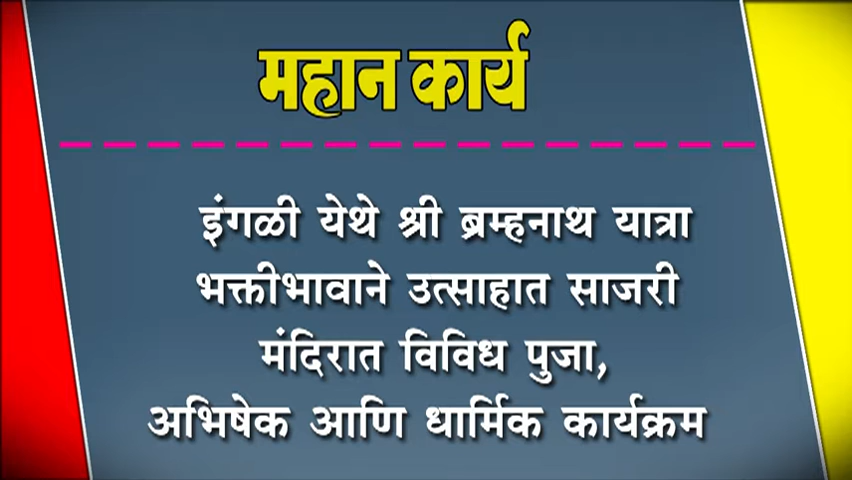 महान कार्य
इंगळी येथे श्री ब्रम्हनाथ यात्रा
भक्तीभावाने उत्साहात साजरी
मंदिरात विविध पुजा,
अभिषेक आणि धार्मिक कार्यक्रम